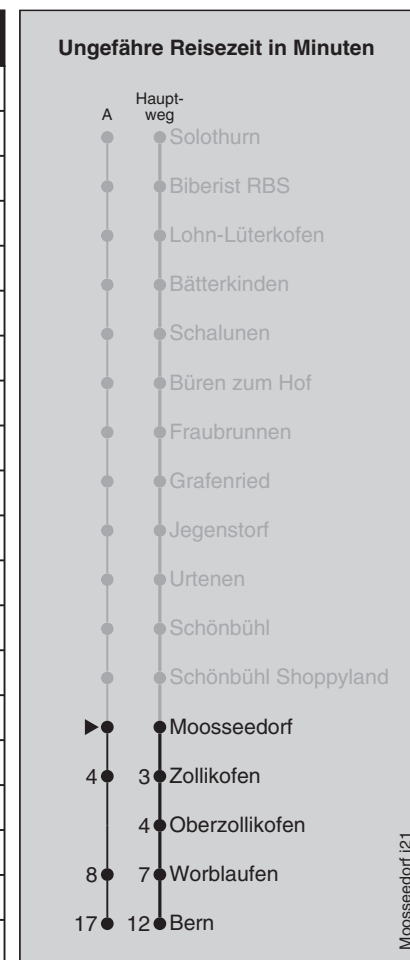 Ungefähre Reisezeit in Minuten
A
Haupt-
weg
Solothurn
Biberist RBS
Lohn-Lüterkofen
Bätterkinden
Schalunen
Büren zum Hof
Fraubrunnen
Grafenried
Jegenstorf
Urtenen
Schönbühl
Schönbühl Shoppyland
Moosseedorf
4 3 Zollikofen
4 Oberzollikofen
8 7 Worblaufen
17 12 Bern
Moosseedorf j21